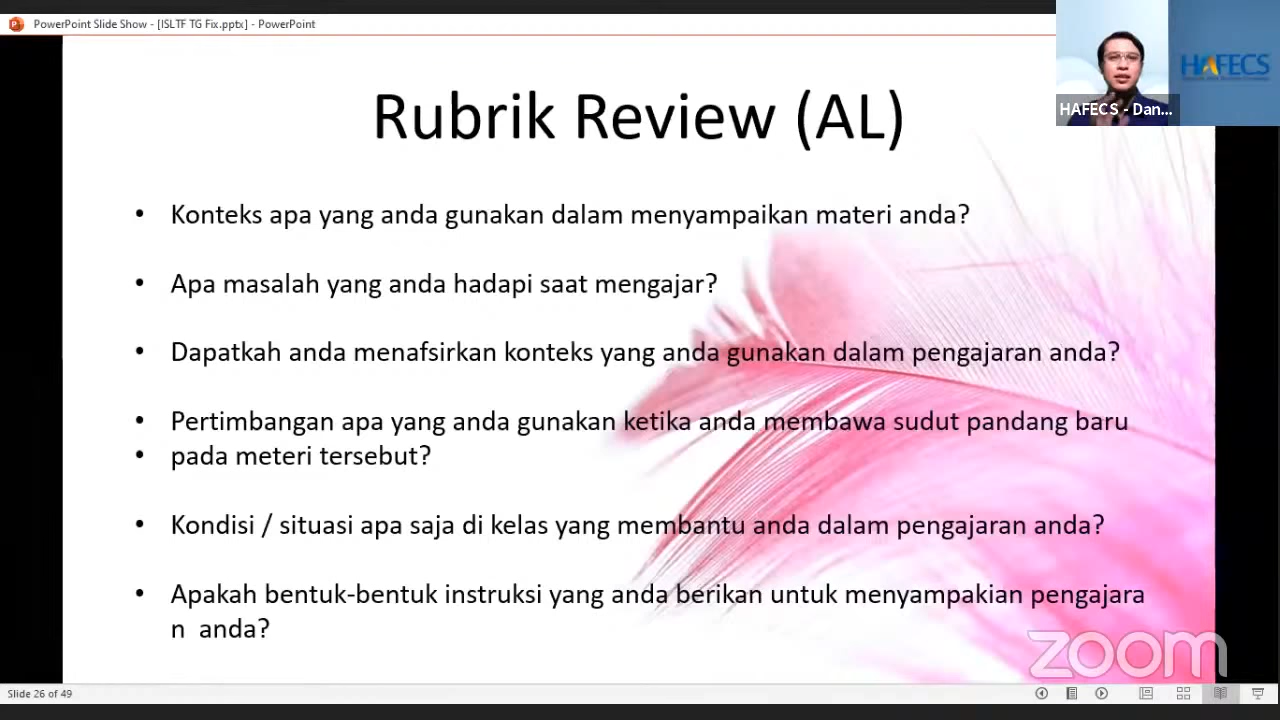 PowerPoint Slide Show - [ISLTF TG Fix.pptx] - PowerPoint
HAFECS
HAFECS - Dan...
Rubrik Review (AL)
• Konteks apa yang anda gunakan dalam menyampaikan materi anda?
• Apa masalah yang anda hadapi saat mengajar?
• Dapatkah anda menafsirkan konteks yang anda gunakan dalam pengajaran anda?
• Pertimbangan apa yang anda gunakan ketika anda membawa sudut pandang baru
• pada meteri tersebut?
• Kondisi / situasi apa saja di kelas yang membantu anda dalam pengajaran anda?
• Apakah bentuk-bentuk instruksi yang anda berikan untuk menyampakian pengajara
n anda?
zoom
Slide 26 of 49